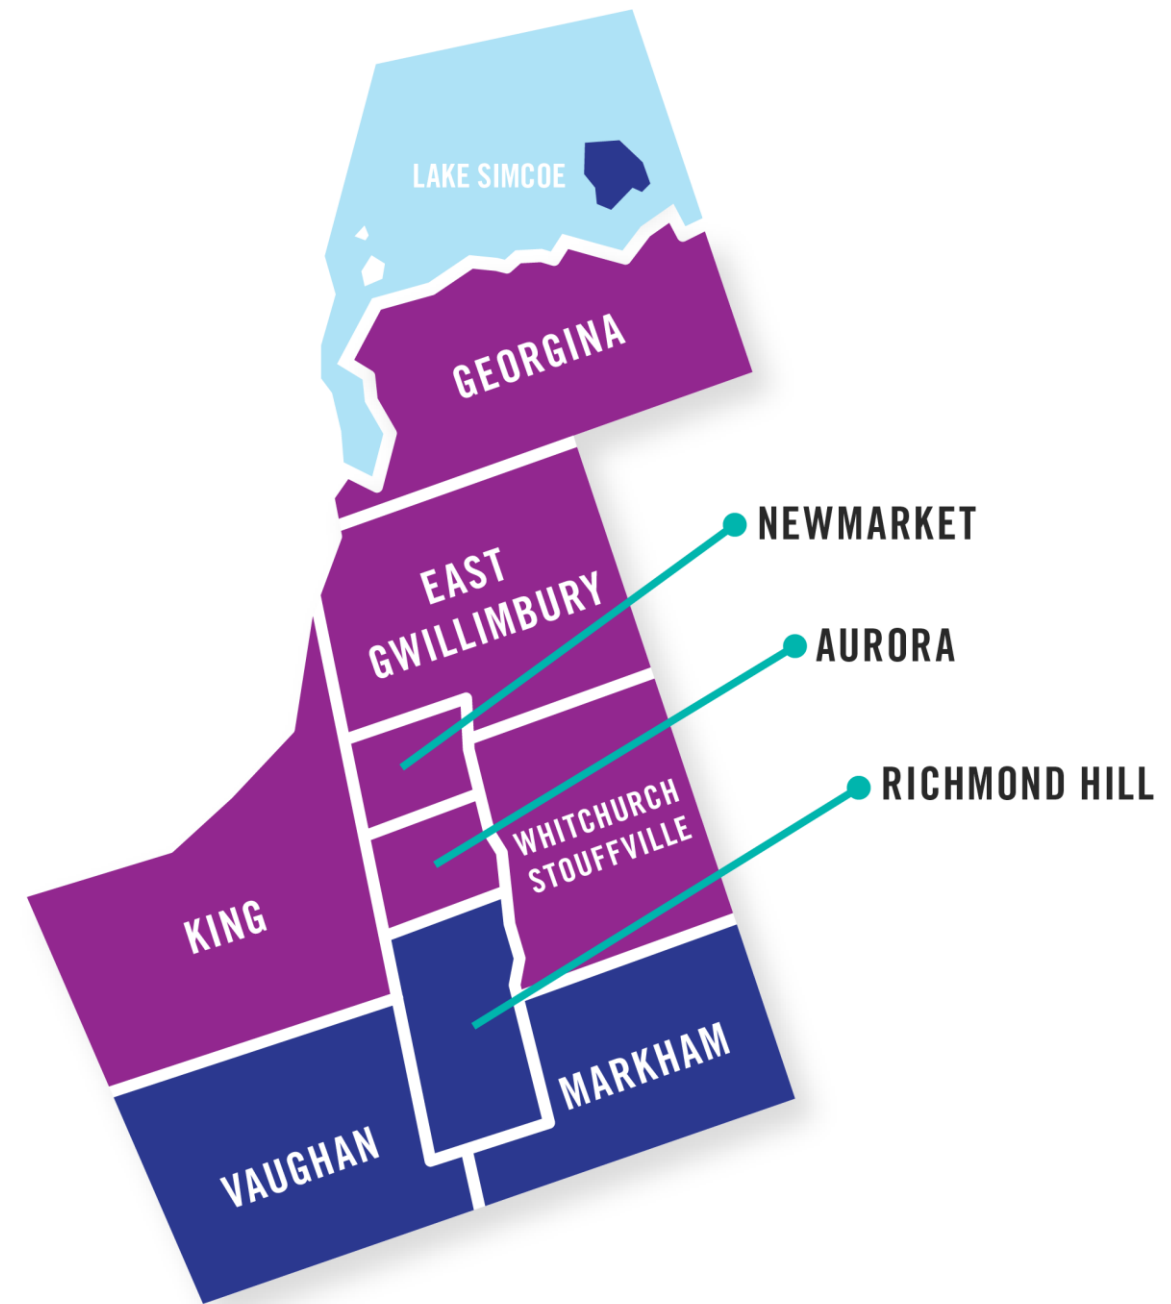 LAKE SIMCOE
GEORGINA
NEWMARKET
EAST
GWILLIMBURY
AURORA
RICHMOND HILL
WHITCHURCH
STOUFFVILLE
KING
MARKHAM
VAUGHAN